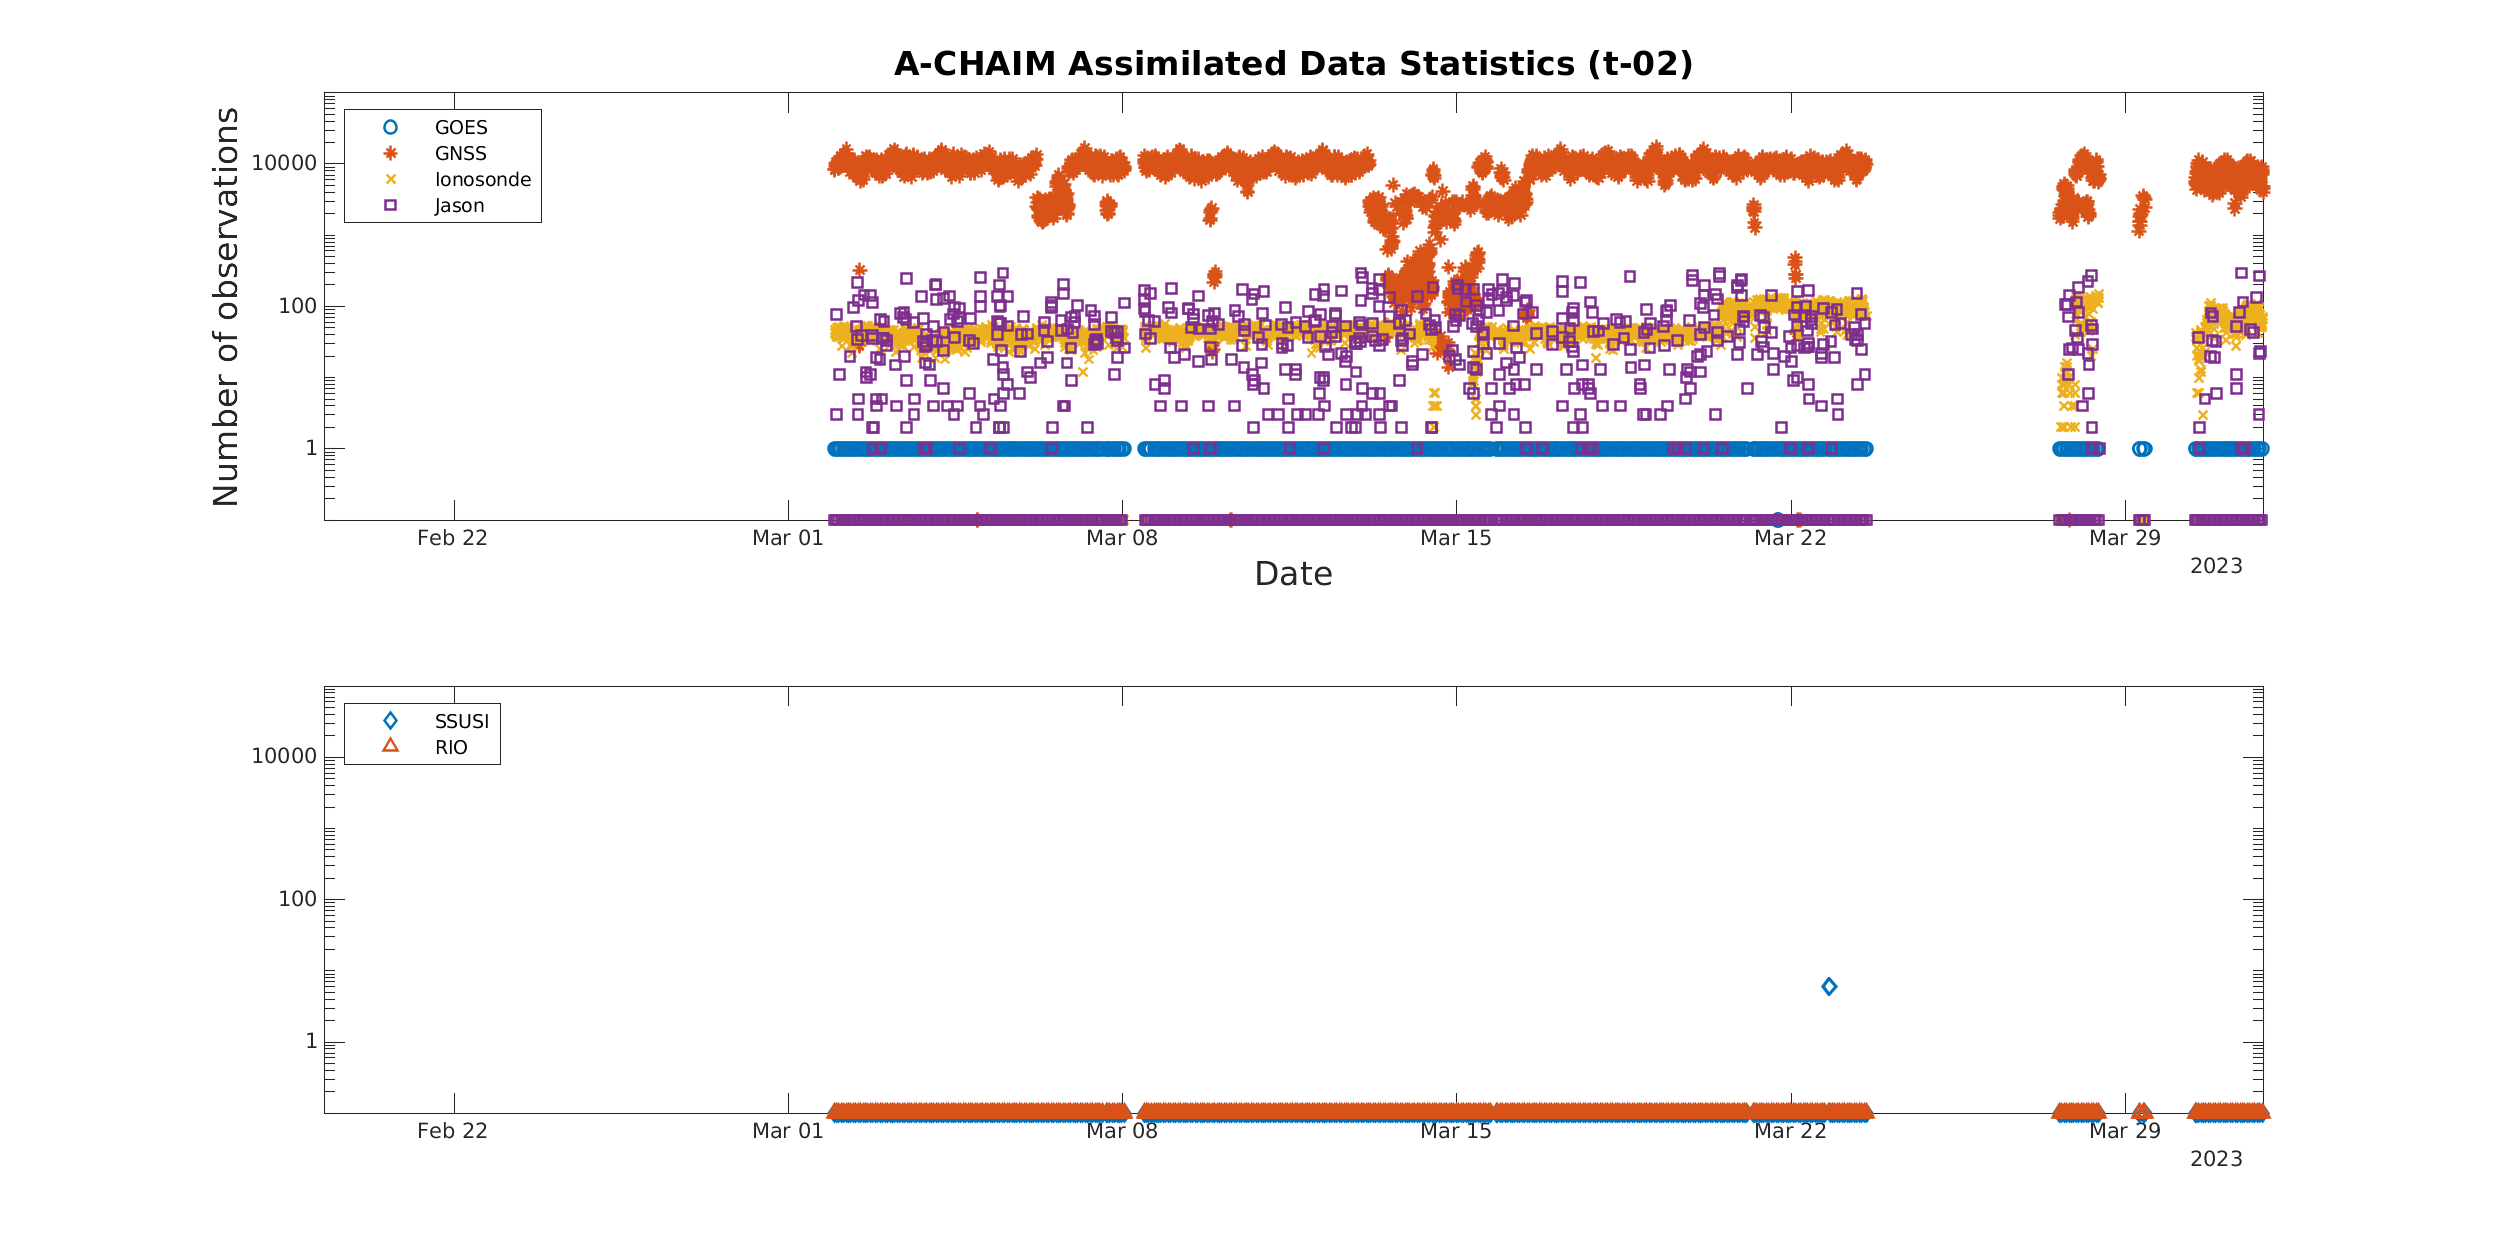 A-CHAIM Assimilated Data Statistics (t-02)
Number of observations
10000
100
1
GOES
GNSS
Ionosonde
Jason
Feb 22
Mar 01
Mar 08
Mar 15
Mar 22
Mar 29
2023
Date
10000
100
1
SSUSI
RIO
Feb 22
Mar 01
Mar 08
Mar 15
Mar 22
Mar 29
2023